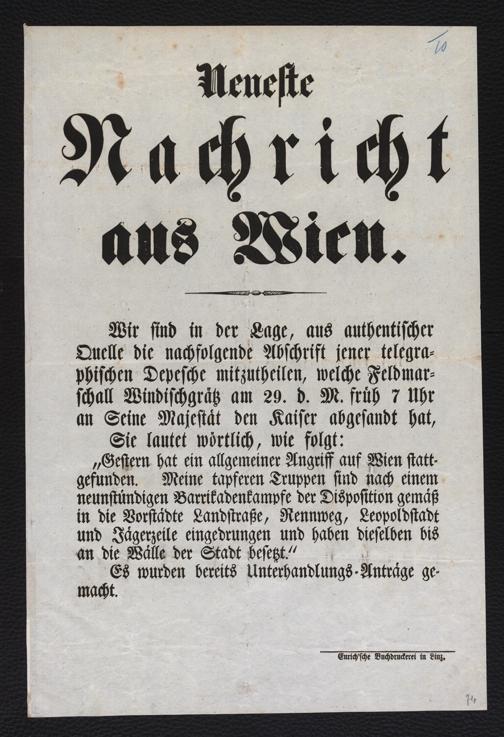 10
Neueste
Nachricht
aus Wien.
Wir sind in der Lage, aus authentischer
Quelle die nachfolgende Abschrift jener telegra-
phischen Depesche mitzutheilen, welche Feldmar-
schall Windischgrätz am 29. d. M. früh 7 Uhr
an Seine Majestät den Kaiser abgesandt hat,
Sie lautet wörtlich, wie folgt:
„Gestern hat ein allgemeiner Angriff auf Wien statt-
gefunden. Meine tapferen Truppen sind nach einem
neunstündigen Barrikadenkampfe der Disposition gemäß
in die Vorstädte Landstraße, Rennweg, Leopoldstadt
und Jägerzeile eingedrungen und haben dieselben bis
an die Wälle der Stadt besetzt.“
Es wurden bereits Unterhandlungs-Anträge ge-
macht.
Eurich'sche Buchdruckerei in Linz.